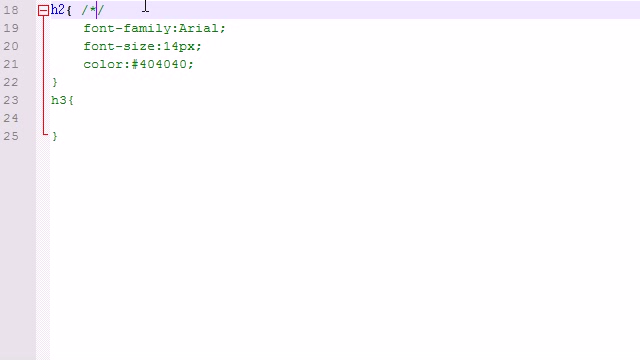 18 h2{ /*/
19 font-family:Arial;
20 font-size:14px;
21 color:#404040;
22 }
23 h3{
24
25 }